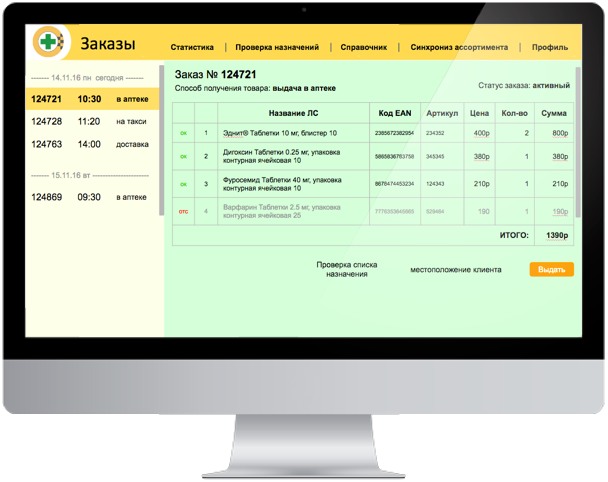 Заказы
Статистика | Проверка назначений | Справочник | Синхрониз ассортимента | Профиль
------- 14.11.16 пн сегодня -------
124721 10:30 в аптеке
124728 11:20 на такси
124763 14:00 доставка
------- 15.11.16 вт -------
124869 09:30 в аптеке
Заказ № 124721
Способ получения товара: выдача в аптеке
Статус заказа: активный
Название ЛС Код EAN Артикул Цена Кол-во Сумма
ок 1 Эднит® Таблетки 10 мг, блистер 10 2385672382954 234352 400р 2 800р
ок 2 Дигоксин Таблетки 0.25 мг, упаковка
контурная ячейковая 10 5865836783758 345345 380р 1 380р
ок 3 Фуросемид Таблетки 40 мг, упаковка
контурная ячейковая 10 8678474453234 124343 210р 1 210р
отс 4 Варфарин Таблетки 2.5 мг, упаковка
контурная ячейковая 25 190 1 190р
ИТОГО: 1390р
Проверка списка
назначения
местоположение клиента
Выдать